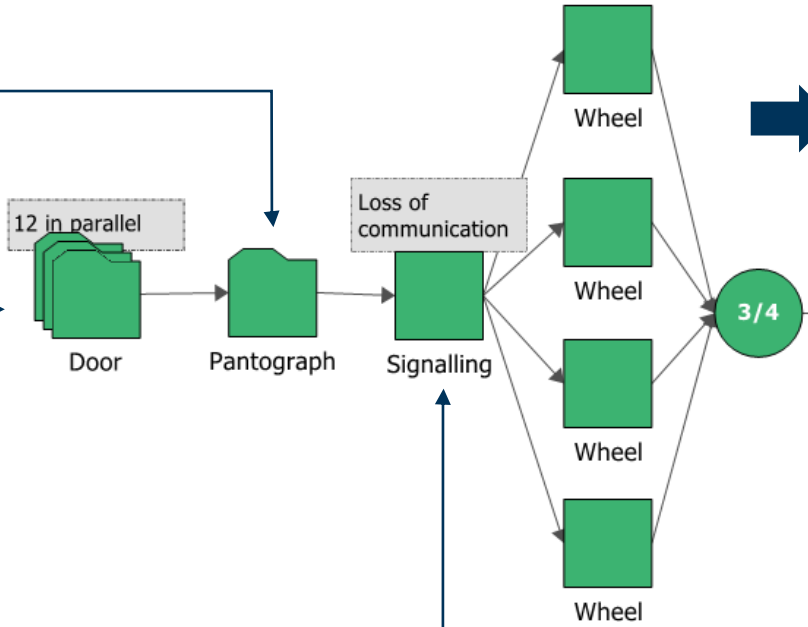 Wheel
12 in parallel
Loss of
communication
Wheel
3/4
Door
Pantograph
Signalling
Wheel
Wheel